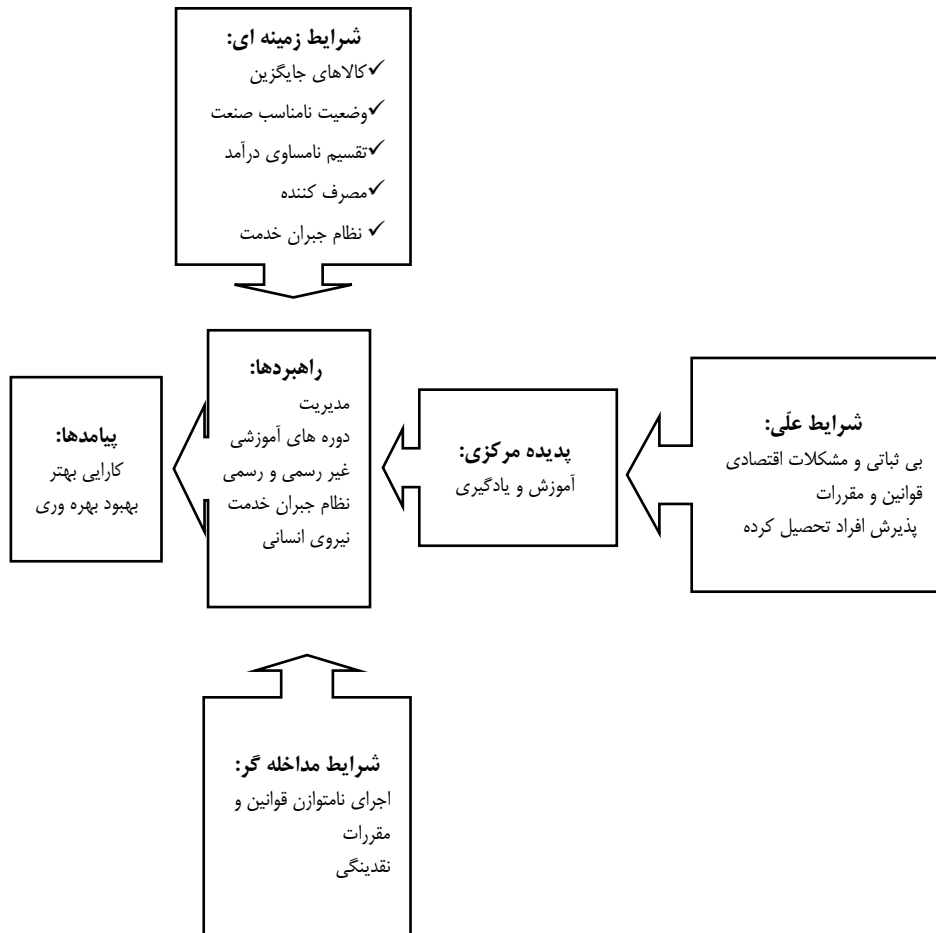 شرایط زمینه ای:
✓کالاهای جایگزین
✓وضعیت نامناسب صنعت
✓تقسیم نامساوی درآمد
✓مصرف کننده
✓ نظام جبران خدمت
شرایط علّی:
بی ثباتی و مشکلات اقتصادی
قوانین و مقررات
پذیرش افراد تحصیل کرده
پدیده مرکزی:
آموزش و یادگیری
راهبردها:
مدیریت
دوره های آموزشی
غیر رسمی و رسمی
نظام جبران خدمت
نیروی انسانی
پیامدها:
کارایی بهتر
بهبود بهره وری
شرایط مداخله گر:
اجرای نامتوازن قوانین و
مقررات
نقدینگی